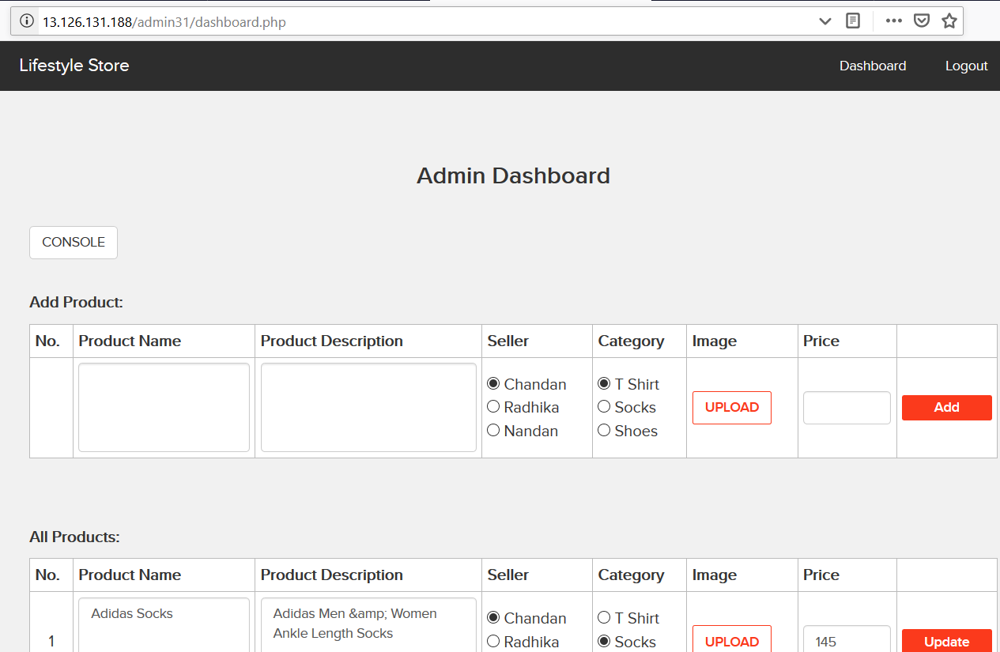 13.126.131.188/admin31/dashboard.php
Lifestyle Store Dashboard Logout
Admin Dashboard
CONSOLE
Add Product:
No. Product Name Product Description Seller Category Image Price
Chandan T Shirt
Radhika Socks UPLOAD Add
Nandan Shoes
All Products:
No. Product Name Product Description Seller Category Image Price
Adidas Socks Adidas Men &amp; Women Chandan T Shirt
Ankle Length Socks
1 Radhika Socks UPLOAD 145 Update